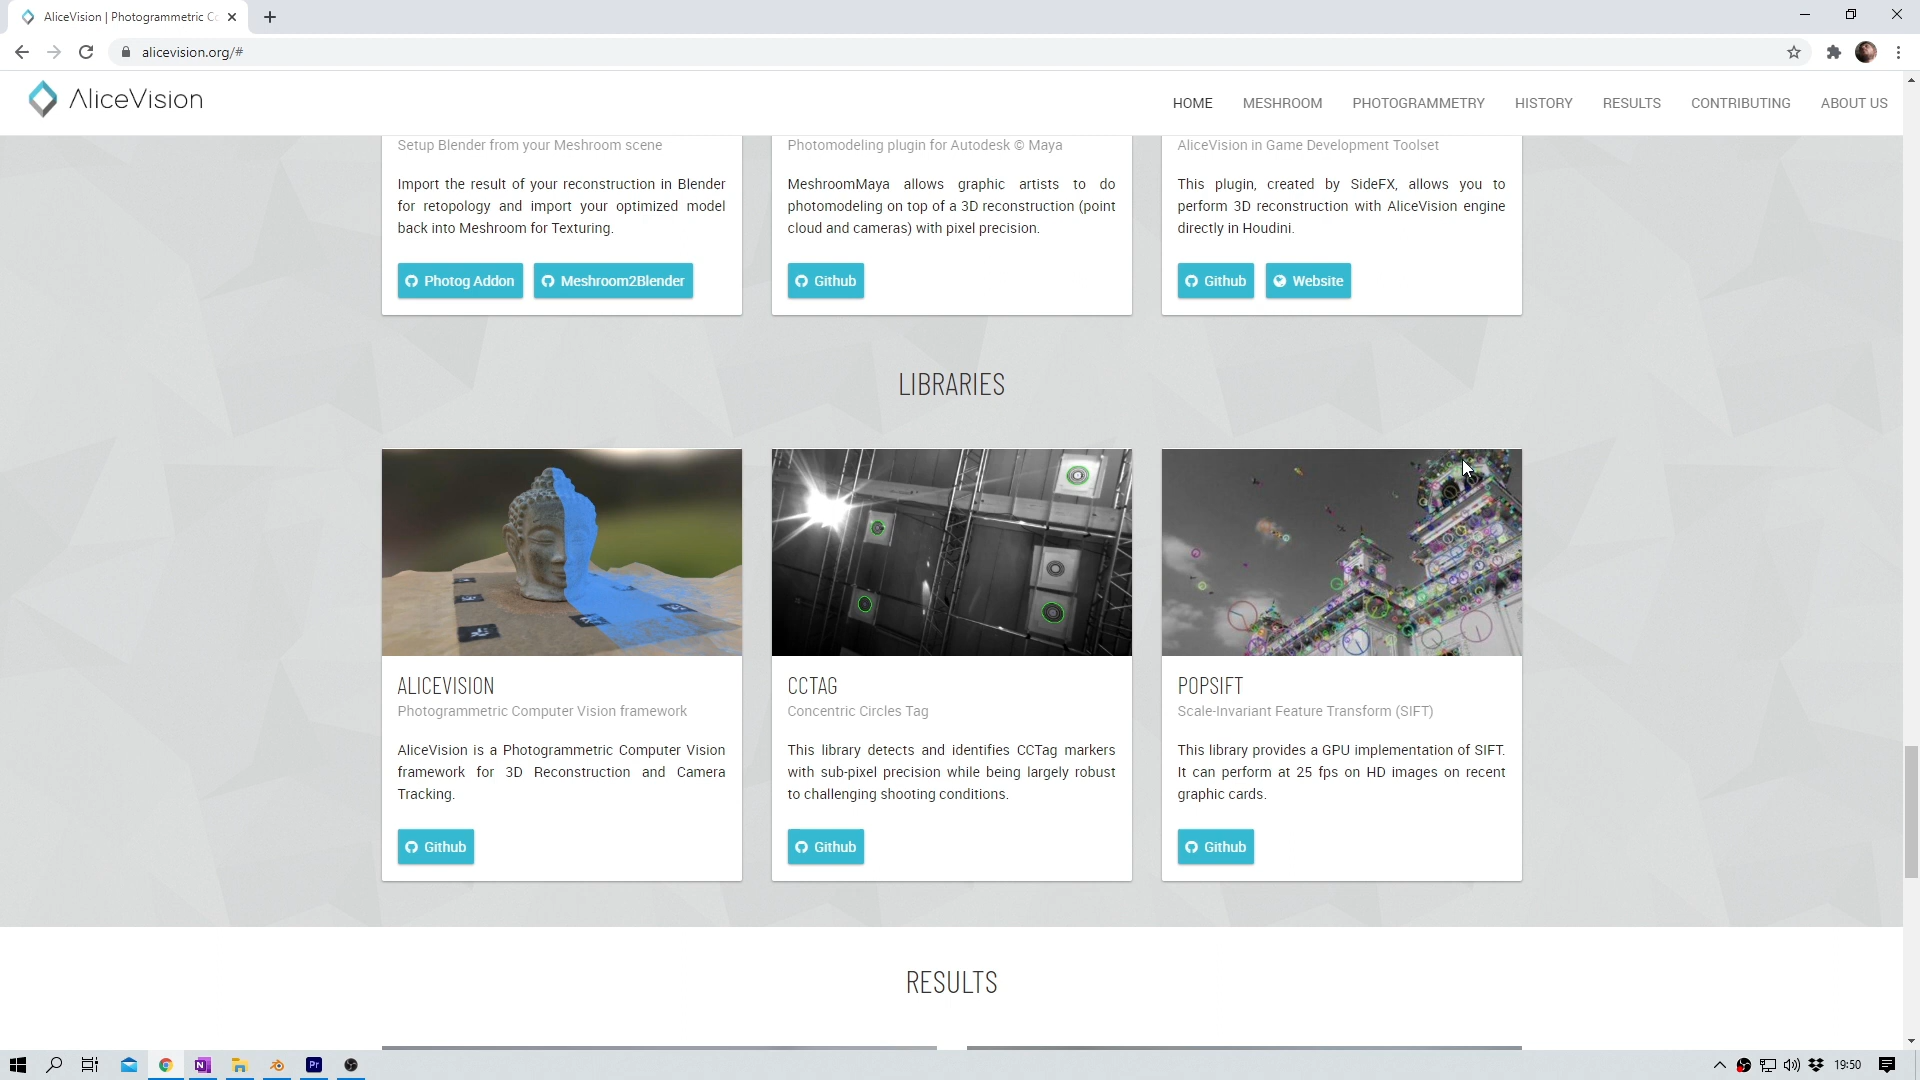 AliceVision | Photogrammetric Co
alicevision.org/#
AliceVision
HOME
MESHROOM
PHOTOGRAMMETRY
HISTORY
RESULTS
CONTRIBUTING
ABOUT US
Setup Blender from your Meshroom scene
Import the result of your reconstruction in Blender
for retopology and import your optimized model
back into Meshroom for Texturing.
Photog Addon
Meshroom2Blender
Photomodeling plugin for Autodesk © Maya
MeshroomMaya allows graphic artists to do
photomodeling on top of a 3D reconstruction (point
cloud and cameras) with pixel precision.
Github
AliceVision in Game Development Toolset
This plugin, created by SideFX, allows you to
perform 3D reconstruction with AliceVision engine
directly in Houdini.
Github
Website
LIBRARIES
ALICEVISION
Photogrammetric Computer Vision framework
AliceVision is a Photogrammetric Computer Vision
framework for 3D Reconstruction and Camera
Tracking.
Github
CCTAG
Concentric Circles Tag
This library detects and identifies CCTag markers
with sub-pixel precision while being largely robust
to challenging shooting conditions.
Github
POPSIFT
Scale-Invariant Feature Transform (SIFT)
This library provides a GPU implementation of SIFT.
It can perform at 25 fps on HD images on recent
graphic cards.
Github
RESULTS
N
Pr
19:50